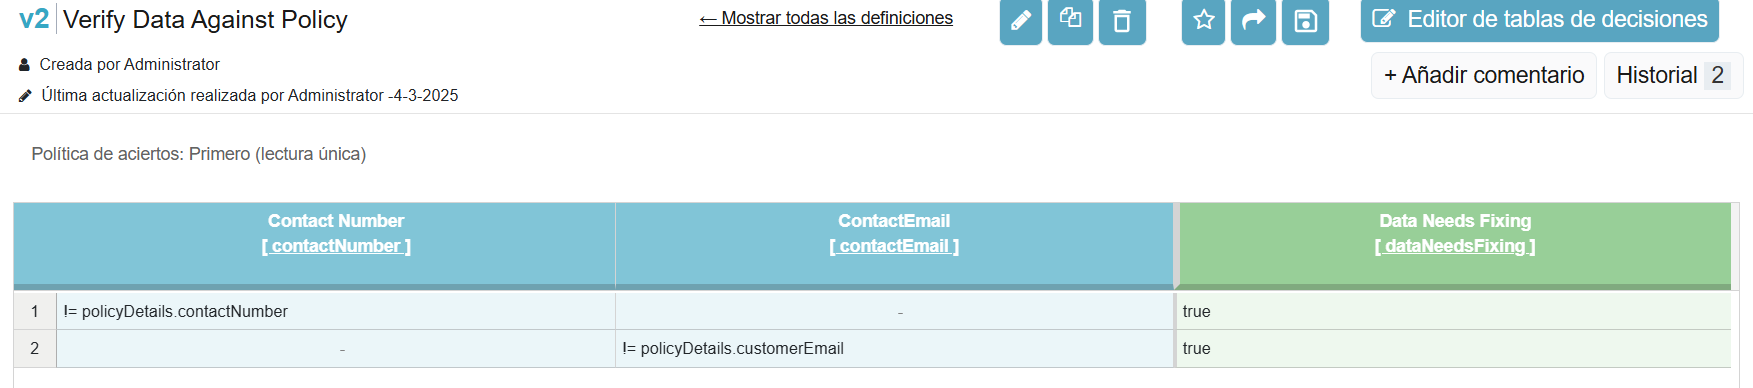 v2 Verify Data Against Policy
← Mostrar todas las definiciones
Editor de tablas de decisiones
Creada por Administrator
Última actualización realizada por Administrator -4-3-2025
+ Añadir comentario
Historial 2
Política de aciertos: Primero (lectura única)
Contact Number
[ contactNumber ]
ContactEmail
[ contactEmail ]
Data Needs Fixing
[ dataNeedsFixing ]
1 != policyDetails.contactNumber - true
2 - != policyDetails.customerEmail true